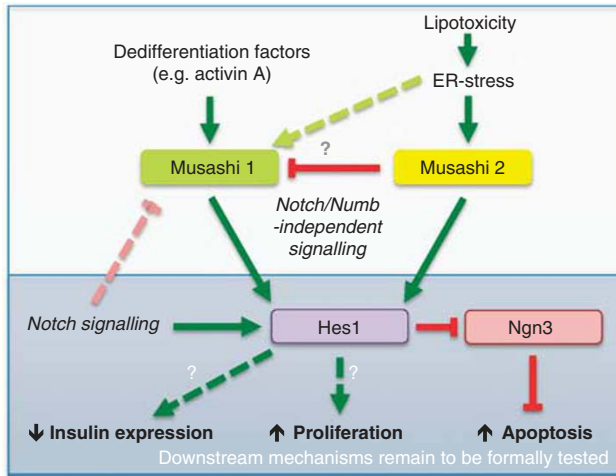 Lipotoxicity
Dedifferentiation factors
(e.g. activin A)
ER-stress
?
Musashi 1
Musashi 2
Notch/Numb
-independent
signalling
Notch signalling
Hes1
Ngn3
?
?
↓ Insulin expression
↑ Proliferation
↑ Apoptosis
Downstream mechanisms remain to be formally tested